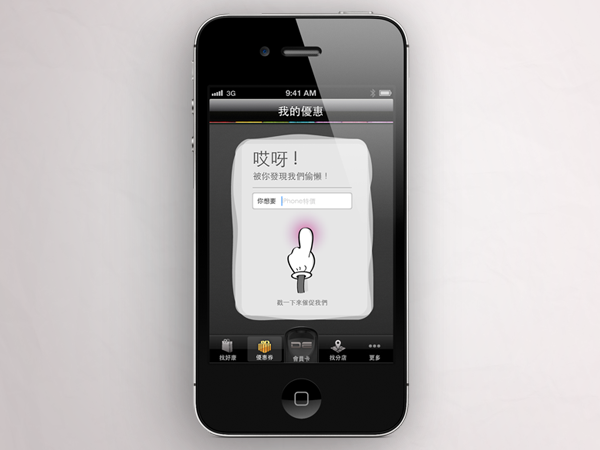 3G 9:41 AM
我的優惠
哎呀!
被你發現我們偷懶!
你想要 iPhone特價
戳一下來催促我們
找好康 優惠券 會員卡 找分店 更多